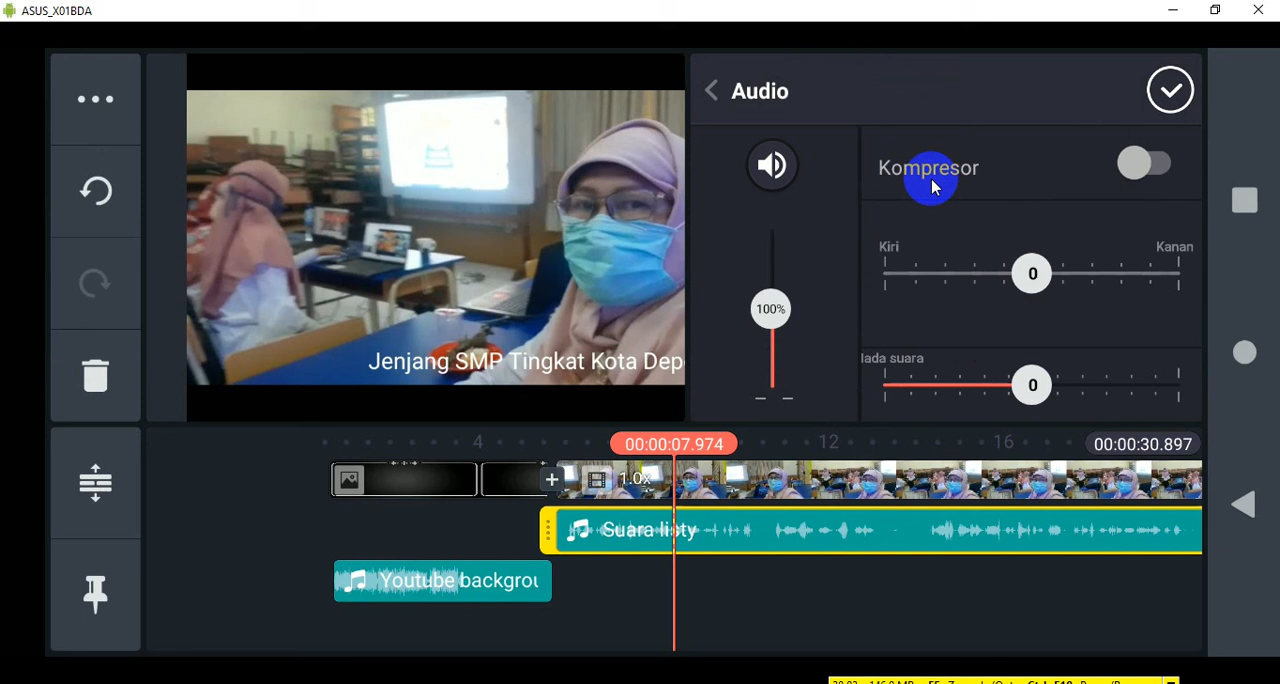 ASUS_X01BDA
Audio
Kompresor
Kiri
Kanan
0
100%
lada suara
0
Jenjang SMP Tingkat Kota Dep
4
00:00:07.974
12
16
00:00:30.897
1.0x
Suara listy
Youtube backgrou